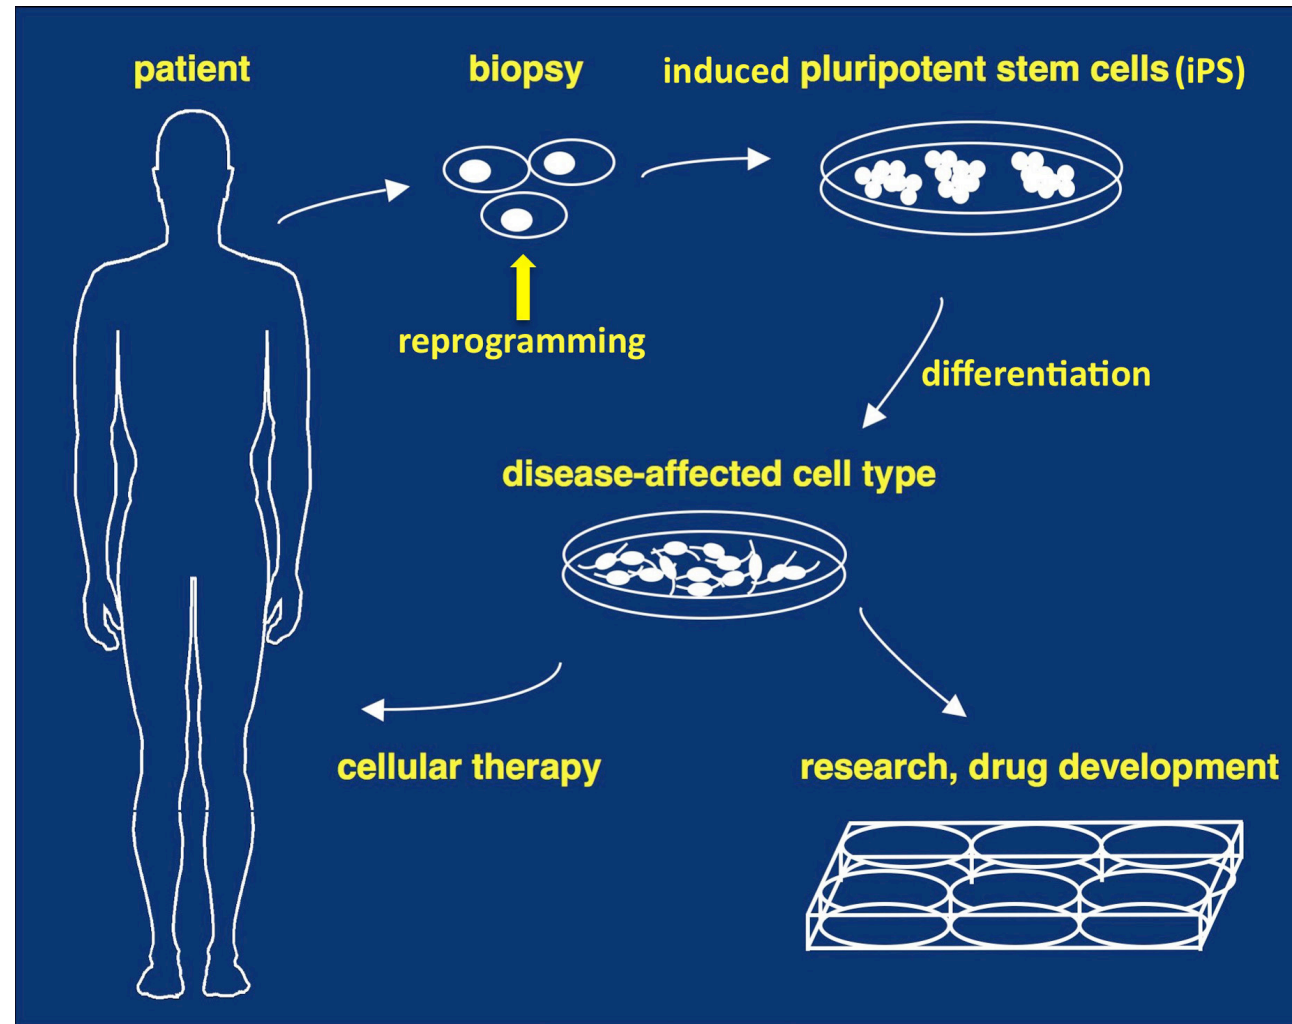 patient
biopsy
induced pluripotent stem cells (iPS)
reprogramming
differentiation
disease-affected cell type
cellular therapy
research, drug development